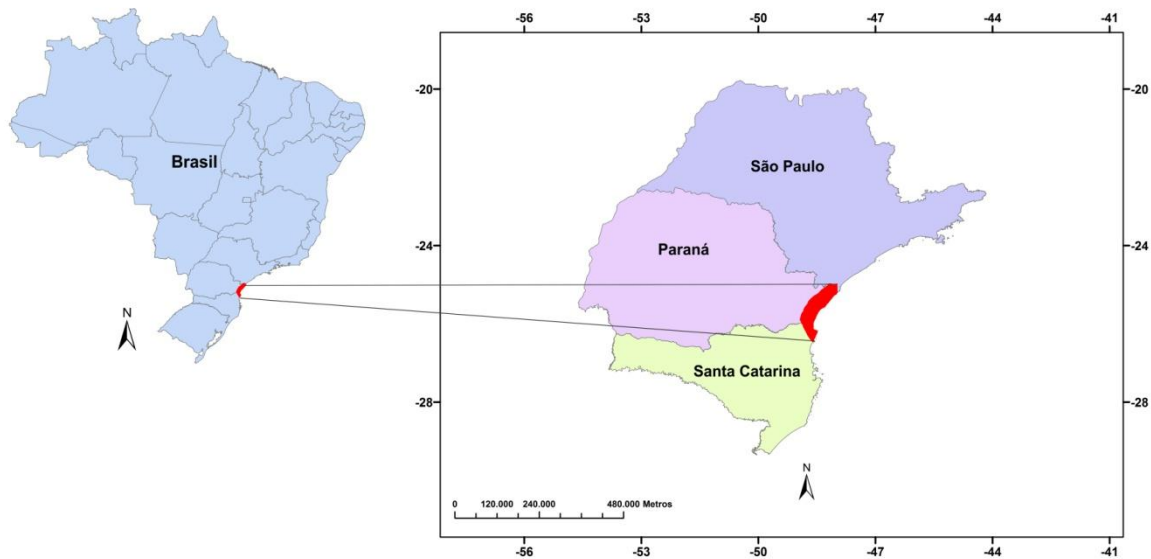 Brasil
N
-56 -53 -50 -47 -44 -41
-20 -20
São Paulo
-24 -24
Paraná
Santa Catarina
-28 -28
N
0 120.000 240.000 480.000 Metros
-56 -53 -50 -47 -44 -41